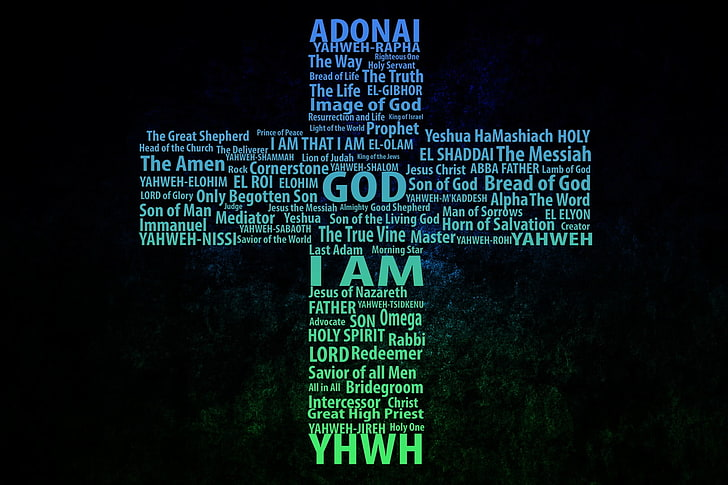 ADONAI
YAHWEH-RAPHA
The Way Righteous One
Holy Servant
Bread of Life The Truth
The Life EL-GIBHOR
Image of God
Resurrection and Life King of Israel
Light of the World Prophet
The Great Shepherd Prince of Peace I AM THAT I AM EL-OLAM Yeshua HaMashiach HOLY
Head of the Church The Deliverer YAHWEH-SHAMMAH Lion of Judah King of the Jews EL SHADDAI The Messiah
The Amen Rock Cornerstone YAHWEH-SHALOM Jesus Christ ABBA FATHER Lamb of God
YAHWEH-ELOHIM EL ROI ELOHIM GOD Son of God Bread of God
LORD of Glory Only Begotten Son YAHWEH-M'KADDESH Alpha The Word
Son of Man Judge Jesus the Messiah Almighty Good Shepherd Man of Sorrows EL ELYON
Immanuel Mediator Yeshua Son of the Living God Horn of Salvation Creator
YAHWEH-NISSI YAHWEH-SABAOTH Savior of the World The True Vine Master YAHWEH-ROHI YAHWEH
Last Adam Morning Star
I AM
Jesus of Nazareth
FATHER YAHWEH-TSIDKENU
Advocate SON Omega
HOLY SPIRIT Rabbi
LORD Redeemer
Savior of all Men
All in All Bridegroom
Intercessor Christ
Great High Priest
YAHWEH-JIREH Holy One
YHWH